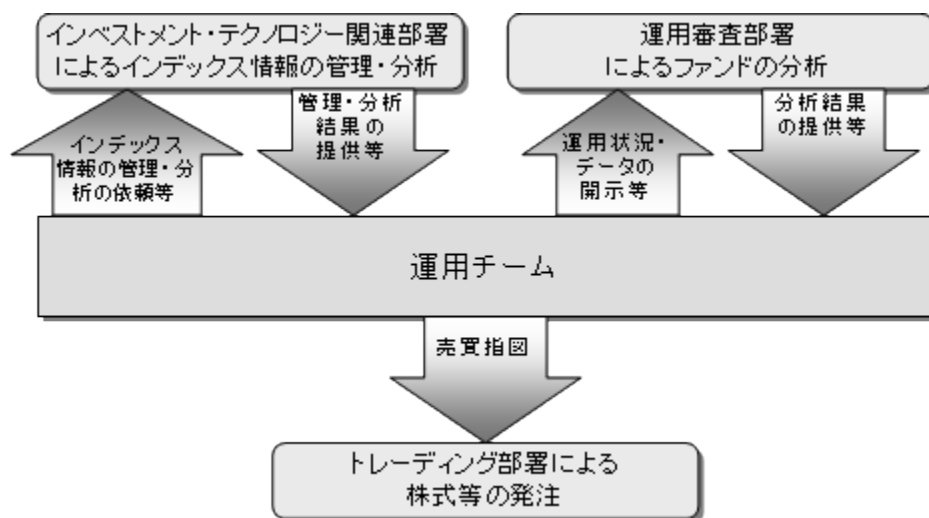 インベストメント・テクノロジー関連部署
によるインデックス情報の管理・分析
運用審査部署
によるファンドの分析
インデックス
情報の管理・分
析の依頼等
管理・分析
結果の
提供等
運用状況・
データの
開示等
分析結果
の提供等
運用チーム
売買指図
トレーディング部署による
株式等の発注